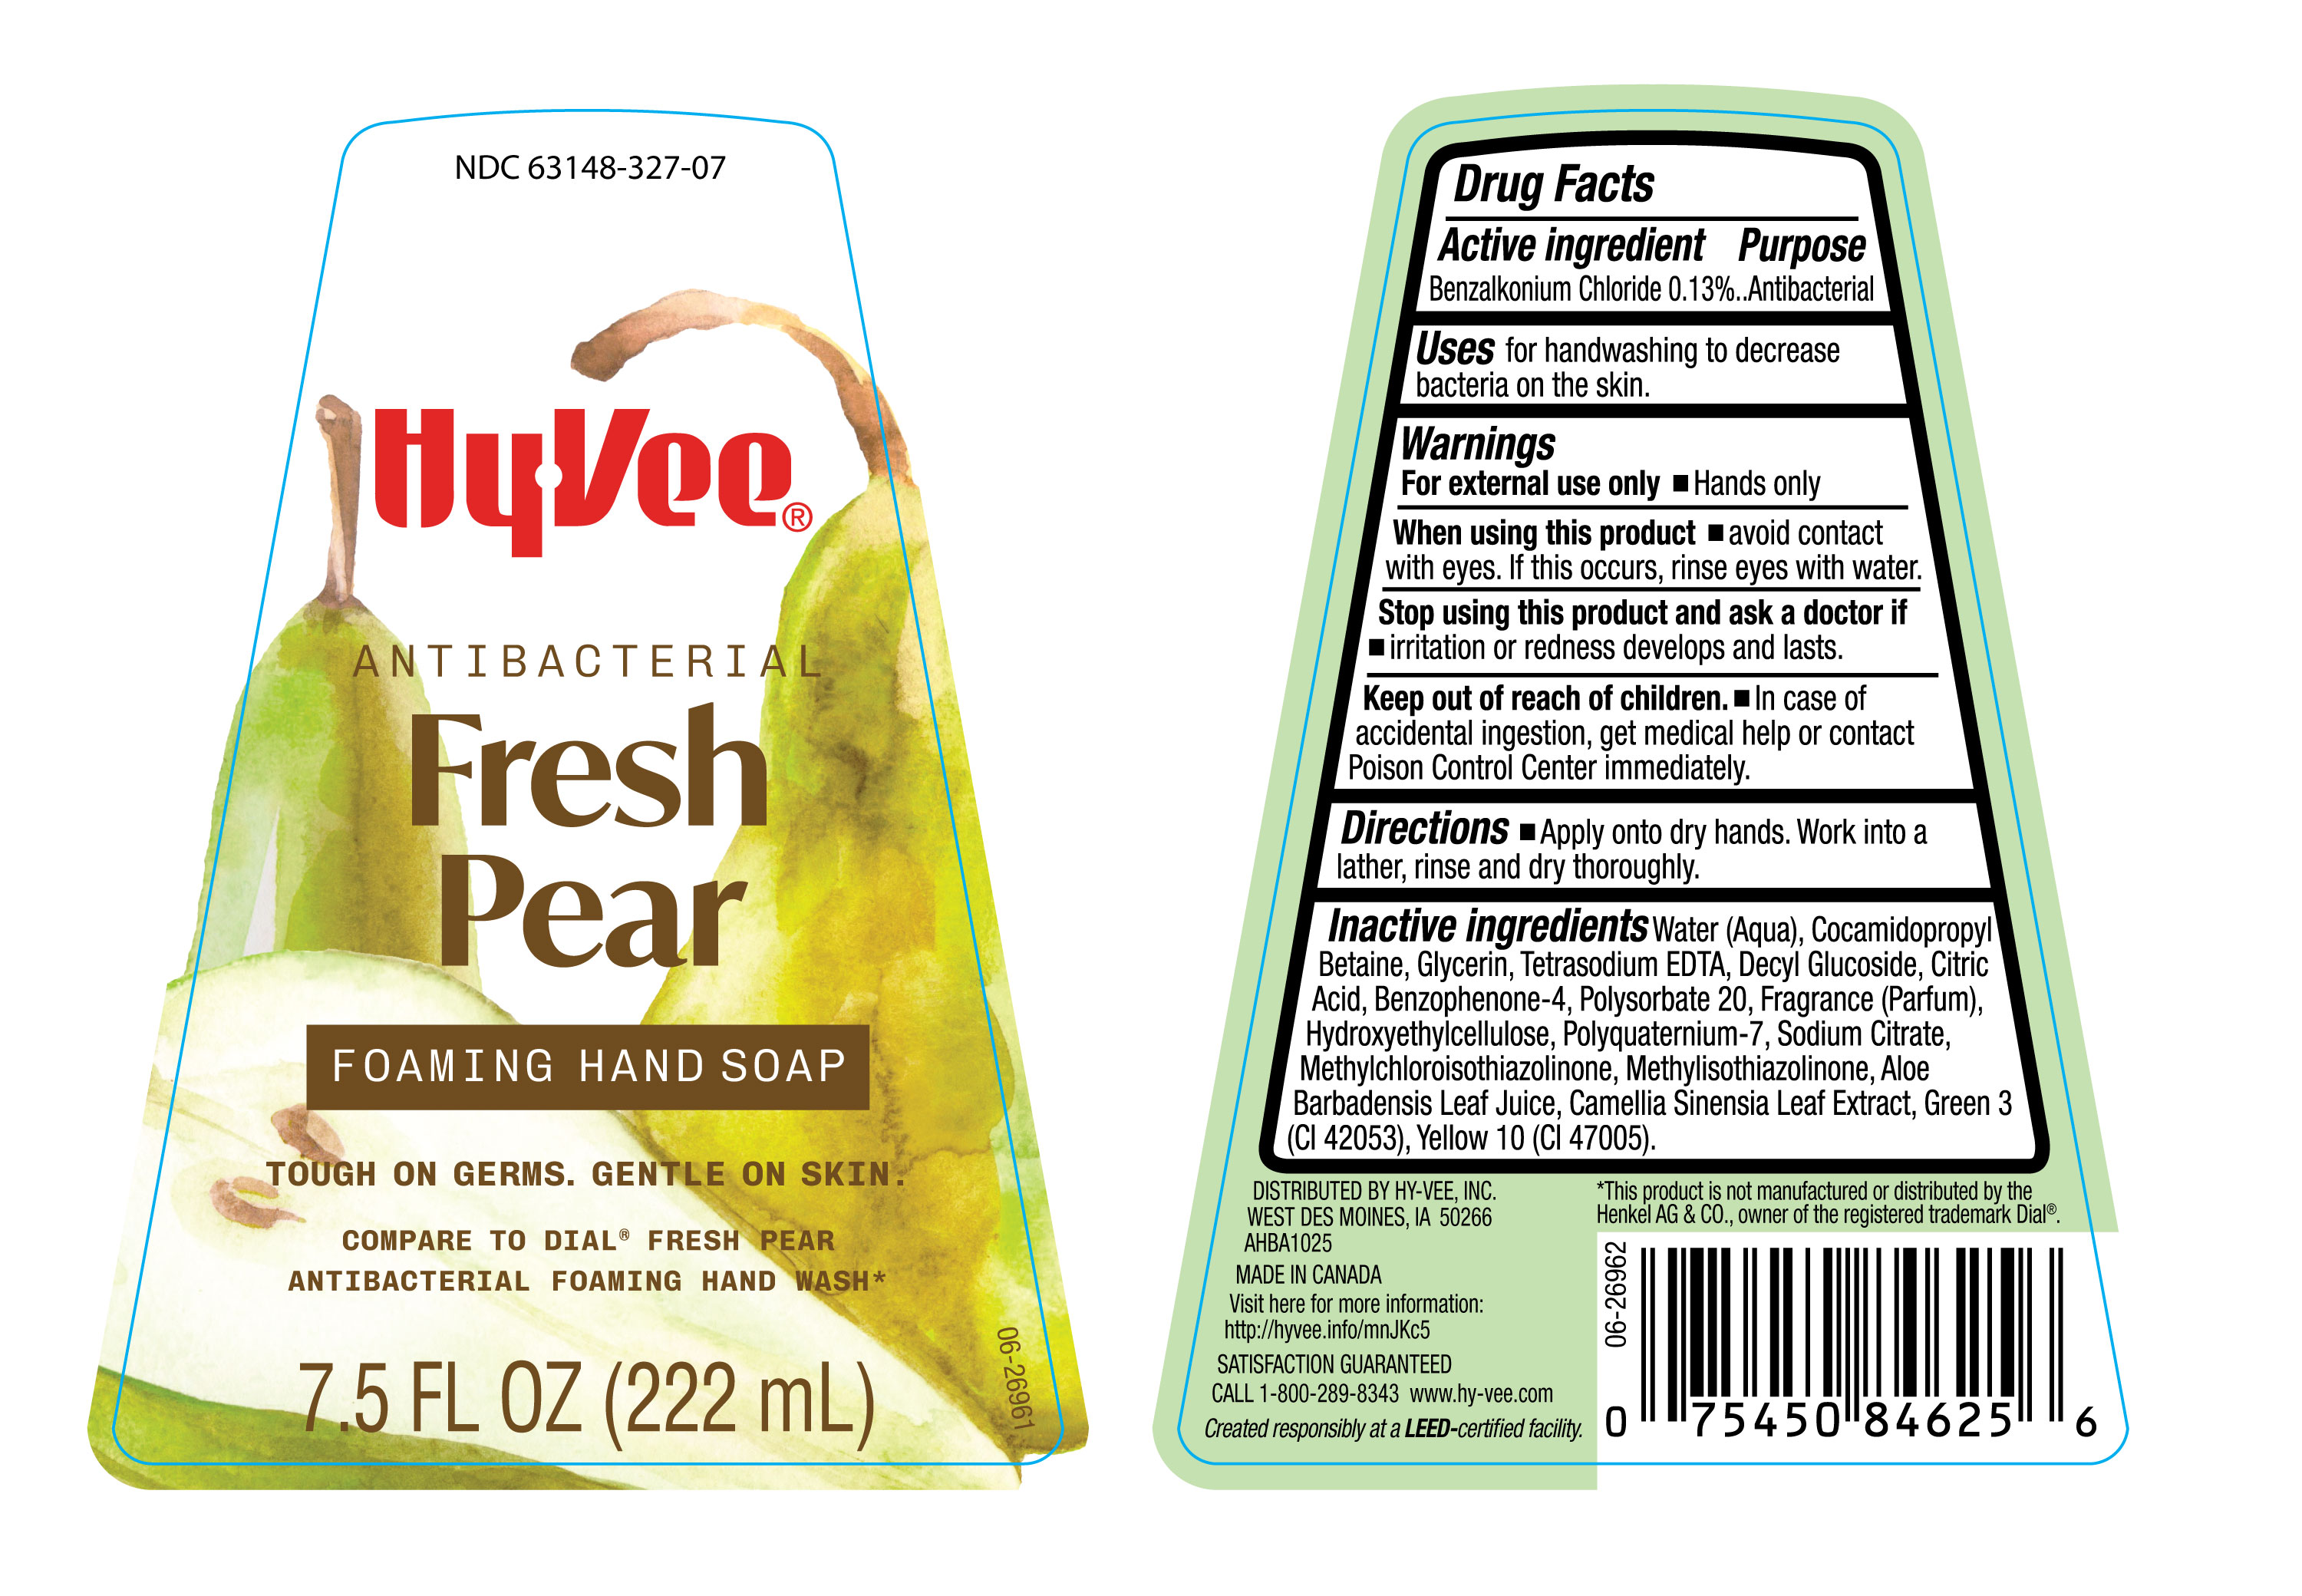 NDC 63148-327-07
HyVee®
ANTIBACTERIAL
Fresh
Pear
FOAMING HAND SOAP
TOUGH ON GERMS. GENTLE ON SKIN.
COMPARE TO DIAL® FRESH PEAR
ANTIBACTERIAL FOAMING HAND WASH*
7.5 FL OZ (222 mL)
06-26961
Drug Facts
Active ingredient Purpose
Benzalkonium Chloride 0.13%..Antibacterial
Uses for handwashing to decrease
bacteria on the skin.
Warnings
For external use only ■ Hands only
When using this product ■ avoid contact
with eyes. If this occurs, rinse eyes with water.
Stop using this product and ask a doctor if
■ irritation or redness develops and lasts.
Keep out of reach of children. ■ In case of
accidental ingestion, get medical help or contact
Poison Control Center immediately.
Directions ■ Apply onto dry hands. Work into a
lather, rinse and dry thoroughly.
Inactive ingredients Water (Aqua), Cocamidopropyl
Betaine, Glycerin, Tetrasodium EDTA, Decyl Glucoside, Citric
Acid, Benzophenone-4, Polysorbate 20, Fragrance (Parfum),
Hydroxyethylcellulose, Polyquaternium-7, Sodium Citrate,
Methylchloroisothiazolinone, Methylisothiazolinone, Aloe
Barbadensis Leaf Juice, Camellia Sinensia Leaf Extract, Green 3
(CI 42053), Yellow 10 (CI 47005).
DISTRIBUTED BY HY-VEE, INC.
WEST DES MOINES, IA 50266
AHBA1025
MADE IN CANADA
Visit here for more information:
http://hyvee.info/mnJKc5
SATISFACTION GUARANTEED
CALL 1-800-289-8343 www.hy-vee.com
Created responsibly at a LEED-certified facility.
*This product is not manufactured or distributed by the
Henkel AG & CO., owner of the registered trademark Dial®.
06-26962
0 75450 84625 6